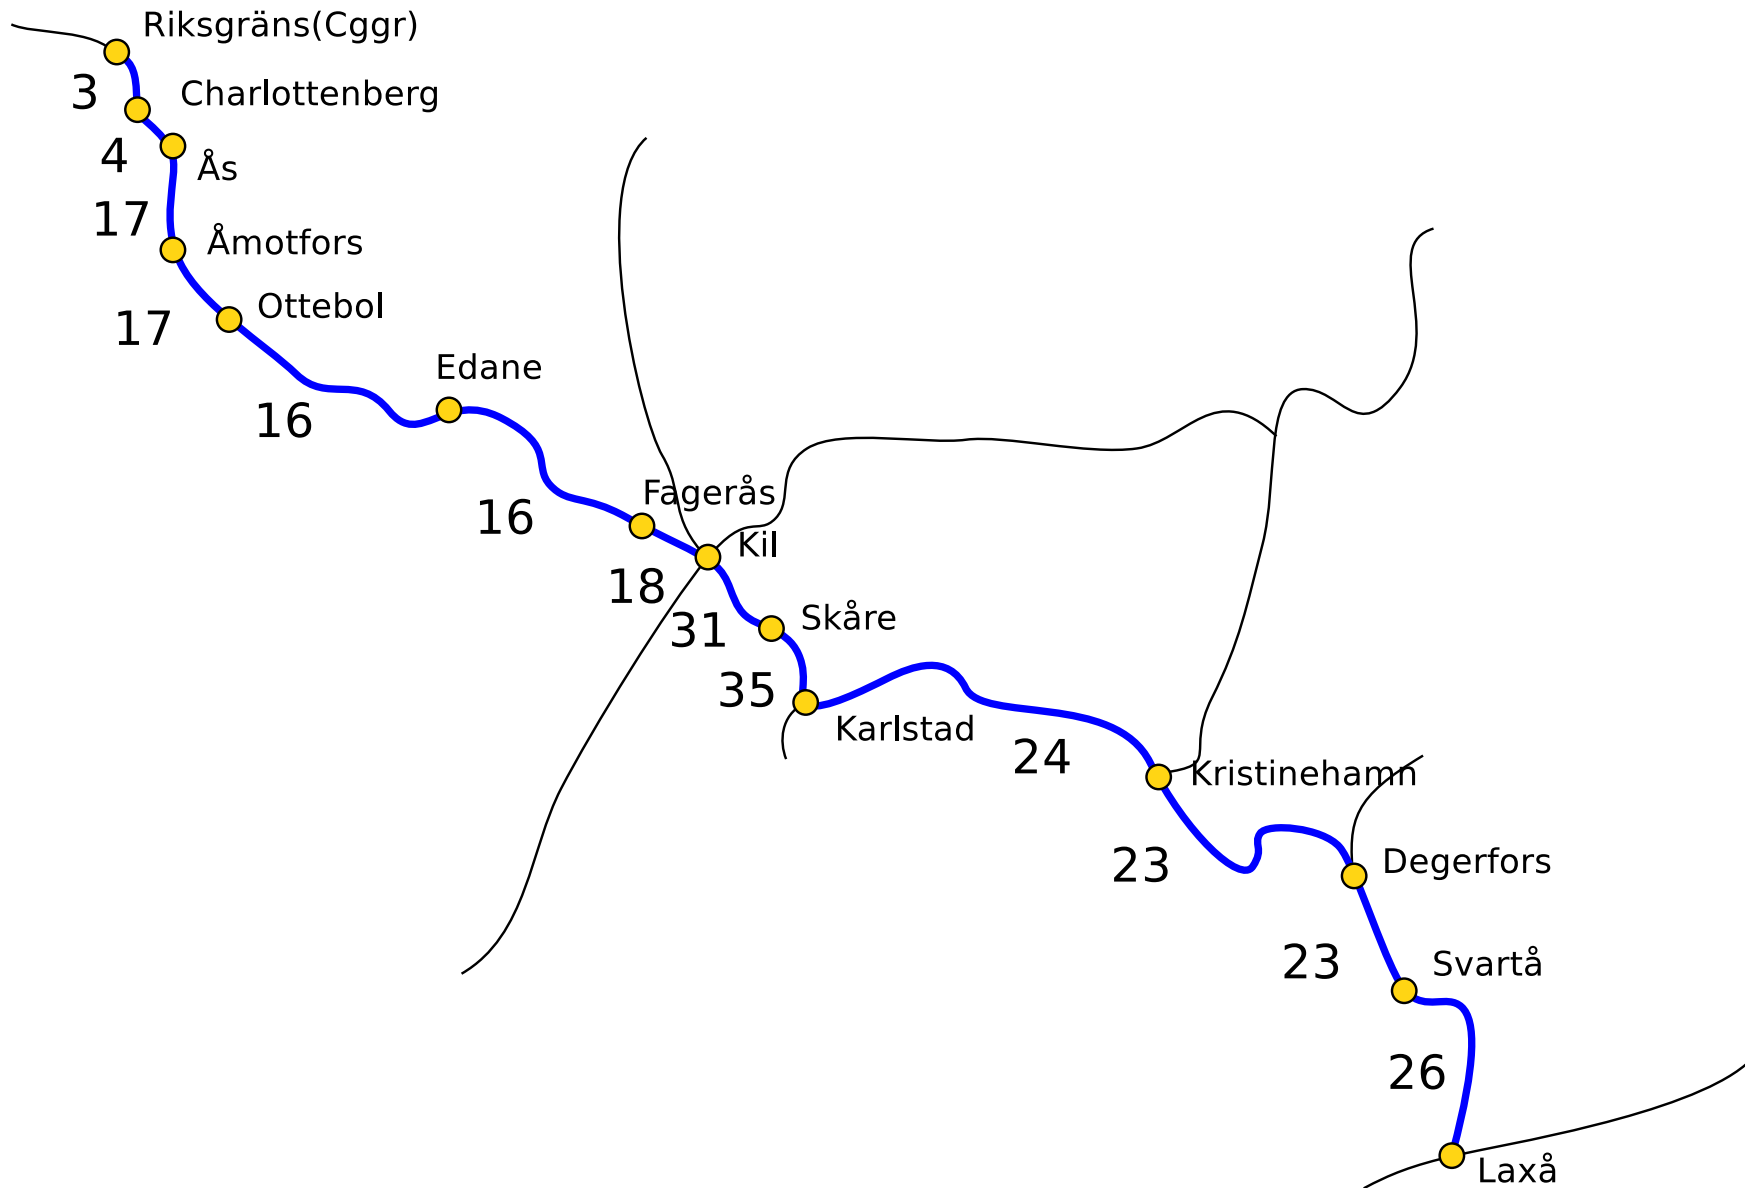 Riksgräns(Cggr)
3
Charlottenberg
4
Ås
17
Åmotfors
17
Ottebol
16
Edane
16
Fagerås
18
Kil
31
Skåre
35
Karlstad
24
Kristinehamn
23
Degerfors
23
Svartå
26
Laxå